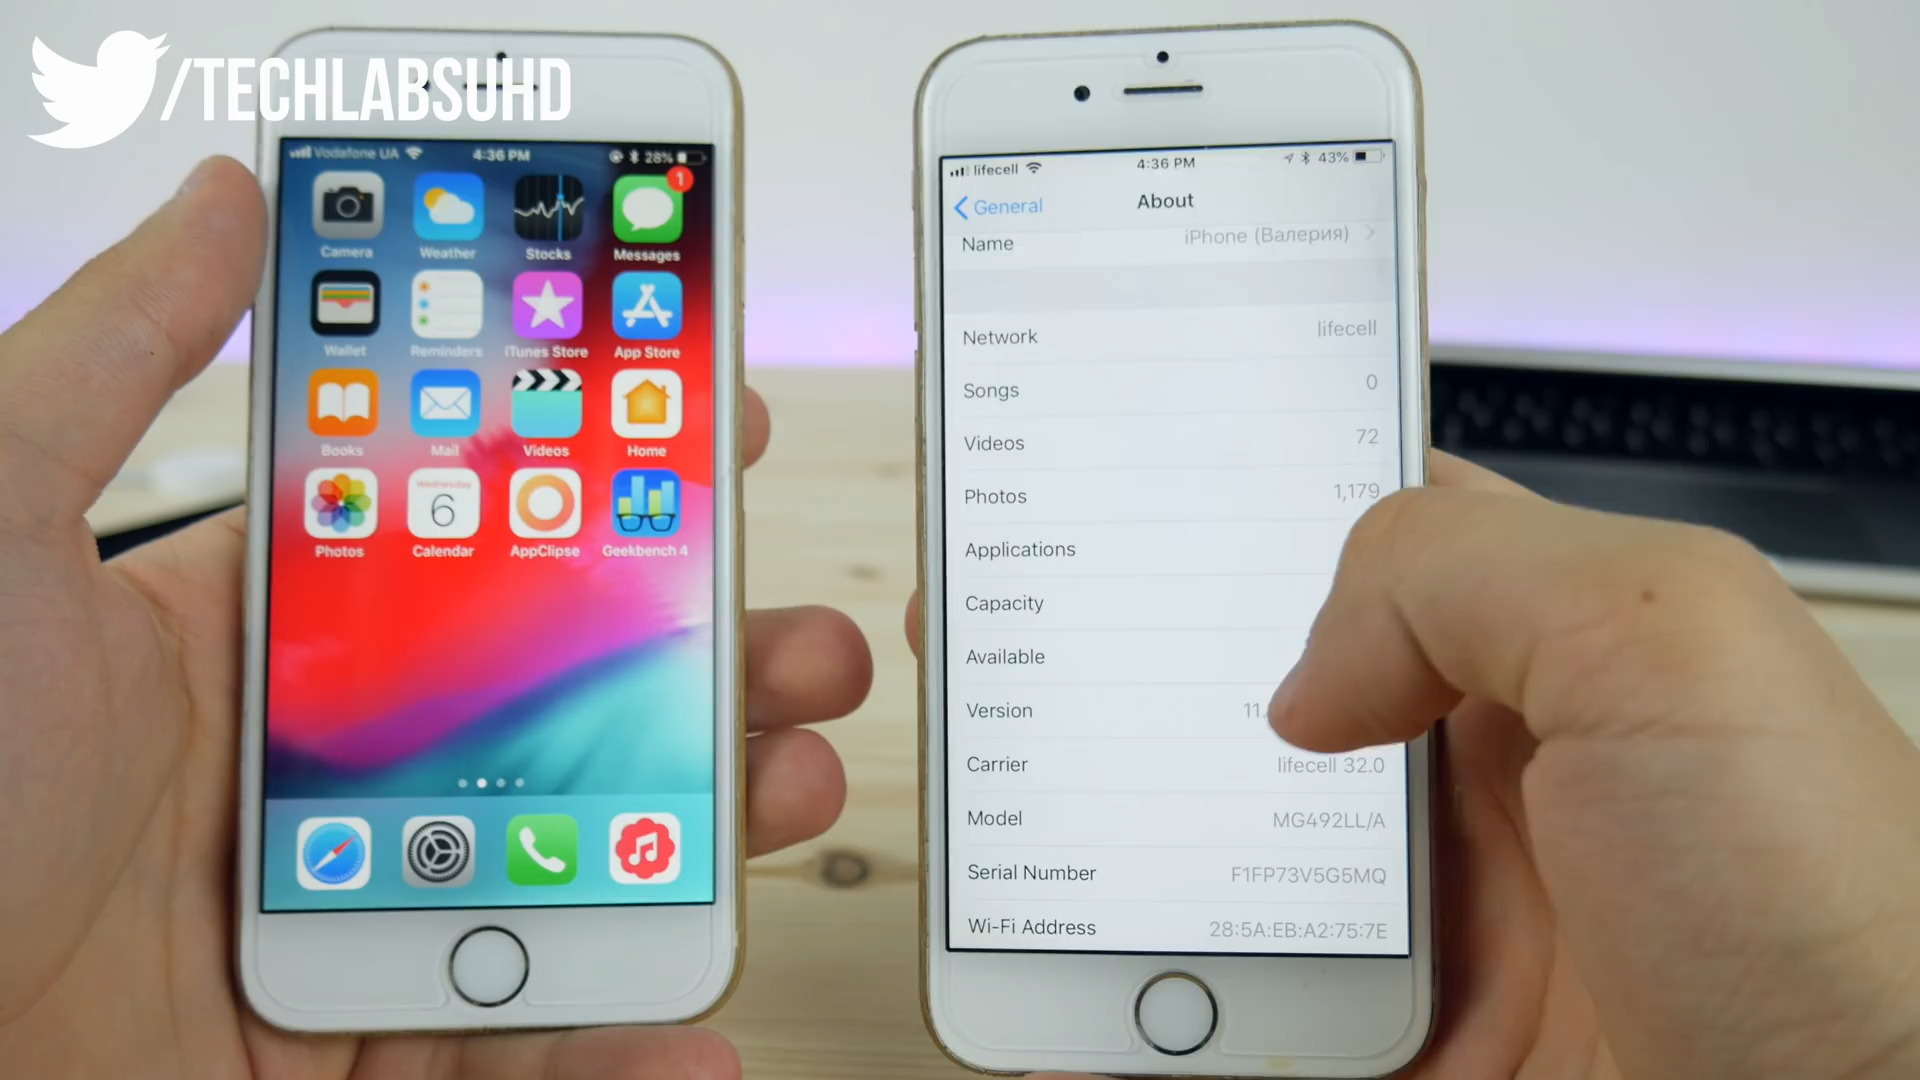 /TECHLABSUHD
Vodafone UA
4:36 PM
28%
1
Camera
Weather
Stocks
Messages
Wallet
Reminders
iTunes Store
App Store
Books
Mail
Videos
Home
Wednesday
6
Photos
Calendar
AppClipse
Geekbench 4
lifecell
4:36 PM
43%
General
About
Name
iPhone (Валерия)
Network
lifecell
Songs
0
Videos
72
Photos
1,179
Applications
Capacity
Available
Version
11.
Carrier
lifecell 32.0
Model
MG492LL/A
Serial Number
F1FP73V5G5MQ
Wi-Fi Address
28:5A:EB:A2:75:7E